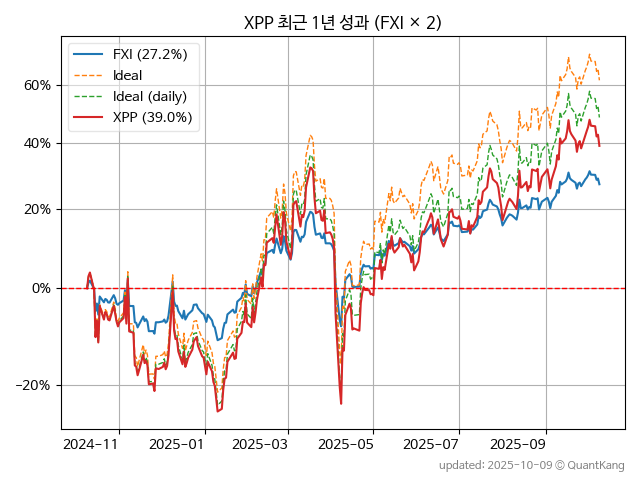 XPP 최근 1년 성과 (FXI × 2)
FXI (27.2%)
Ideal
Ideal (daily)
XPP (39.0%)
60%
40%
20%
0%
−20%
2024-11
2025-01
2025-03
2025-05
2025-07
2025-09
updated: 2025-10-09 © QuantKang